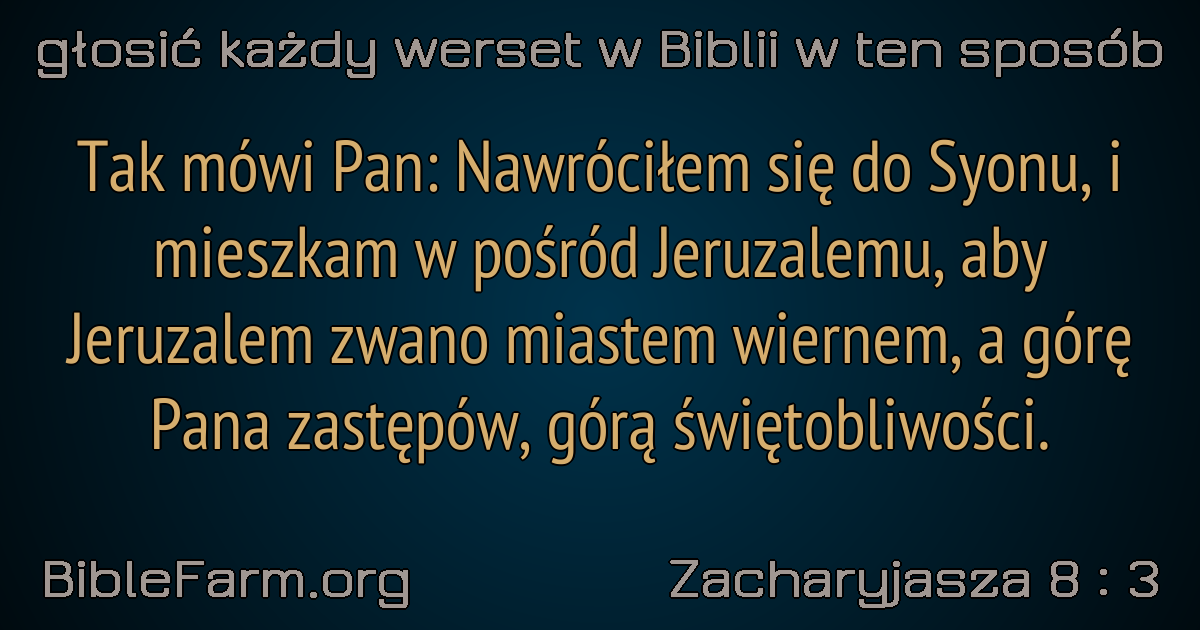 głosić każdy werset w Biblii w ten sposób
Tak mówi Pan: Nawróciłem się do Syonu, i
mieszkam w pośród Jeruzalemu, aby
Jeruzalem zwano miastem wiernem, a górę
Pana zastępów, górą świętobliwości.
BibleFarm.org
Zacharyjasza 8 : 3